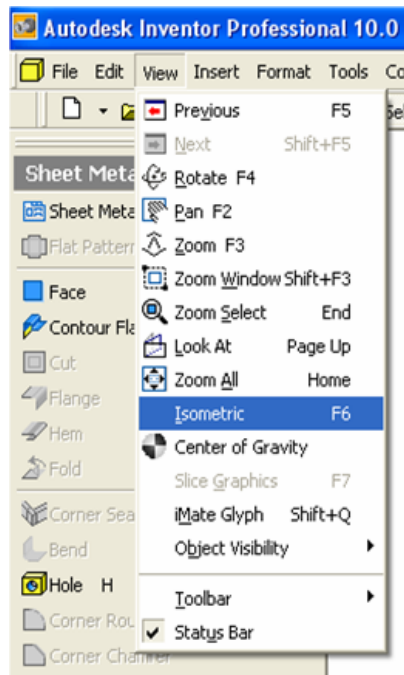 Autodesk Inventor Professional 10.0
File Edit View Insert Format Tools
Previous F5
Next Shift+F5
Rotate F4
Pan F2
Zoom F3
Zoom Window Shift+F3
Zoom Select End
Look At Page Up
Zoom All Home
Isometric F6
Center of Gravity
Slice Graphics F7
iMate Glyph Shift+Q
Object Visibility
Toolbar
Status Bar
Sheet Meta
Sheet Meta
Flat Pattern
Face
Contour Fla
Cut
Flange
Hem
Fold
Corner Sea
Bend
Hole H
Corner Rou
Corner Chamfer